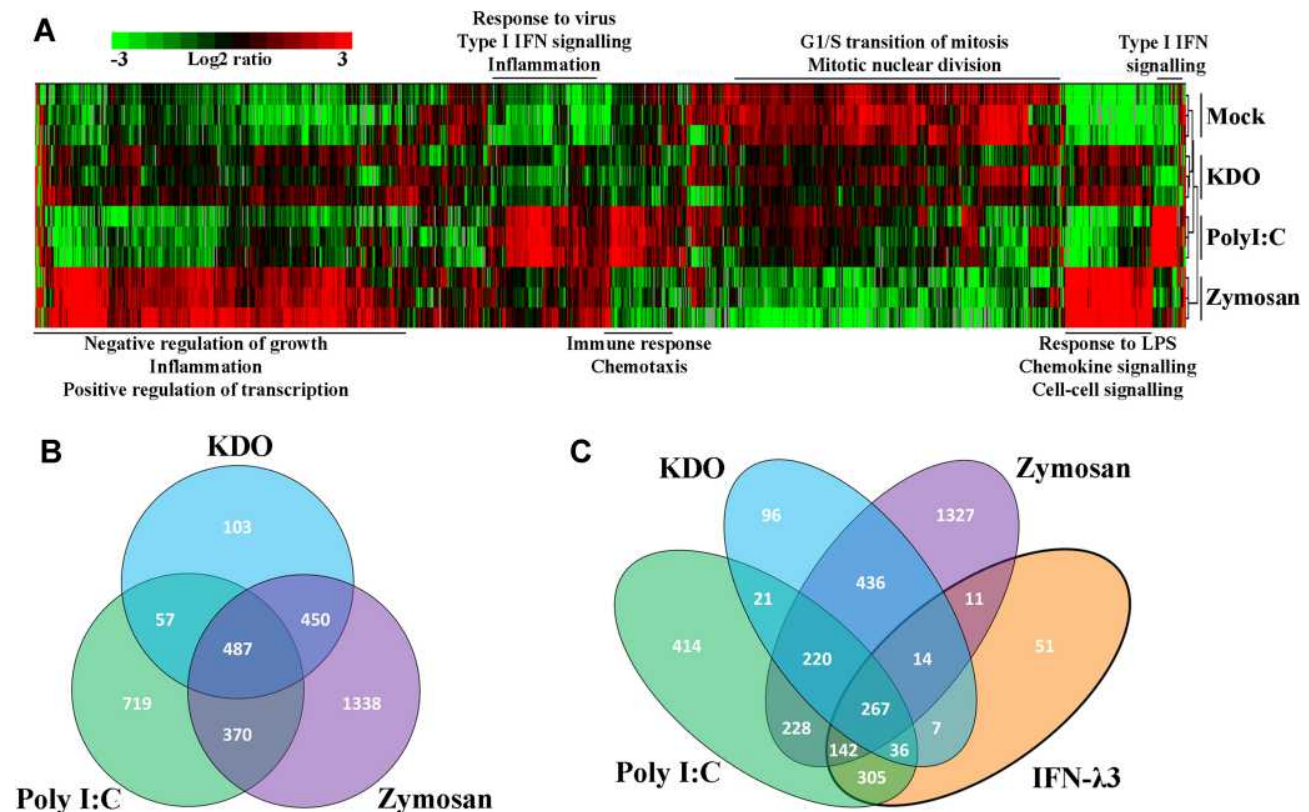 A
-3
Log2 ratio
3
Response to virus
Type I IFN signalling
Inflammation
G1/S transition of mitosis
Mitotic nuclear division
Type I IFN
signalling
Mock
KDO
PolyI:C
Zymosan
Negative regulation of growth
Inflammation
Positive regulation of transcription
Immune response
Chemotaxis
Response to LPS
Chemokine signalling
Cell-cell signalling
B
KDO
103
57
450
487
719
1338
370
Poly I:C
Zymosan
C
KDO
Zymosan
96
1327
436
21
11
414
220
14
51
267
228
7
142
36
305
Poly I:C
IFN-λ3